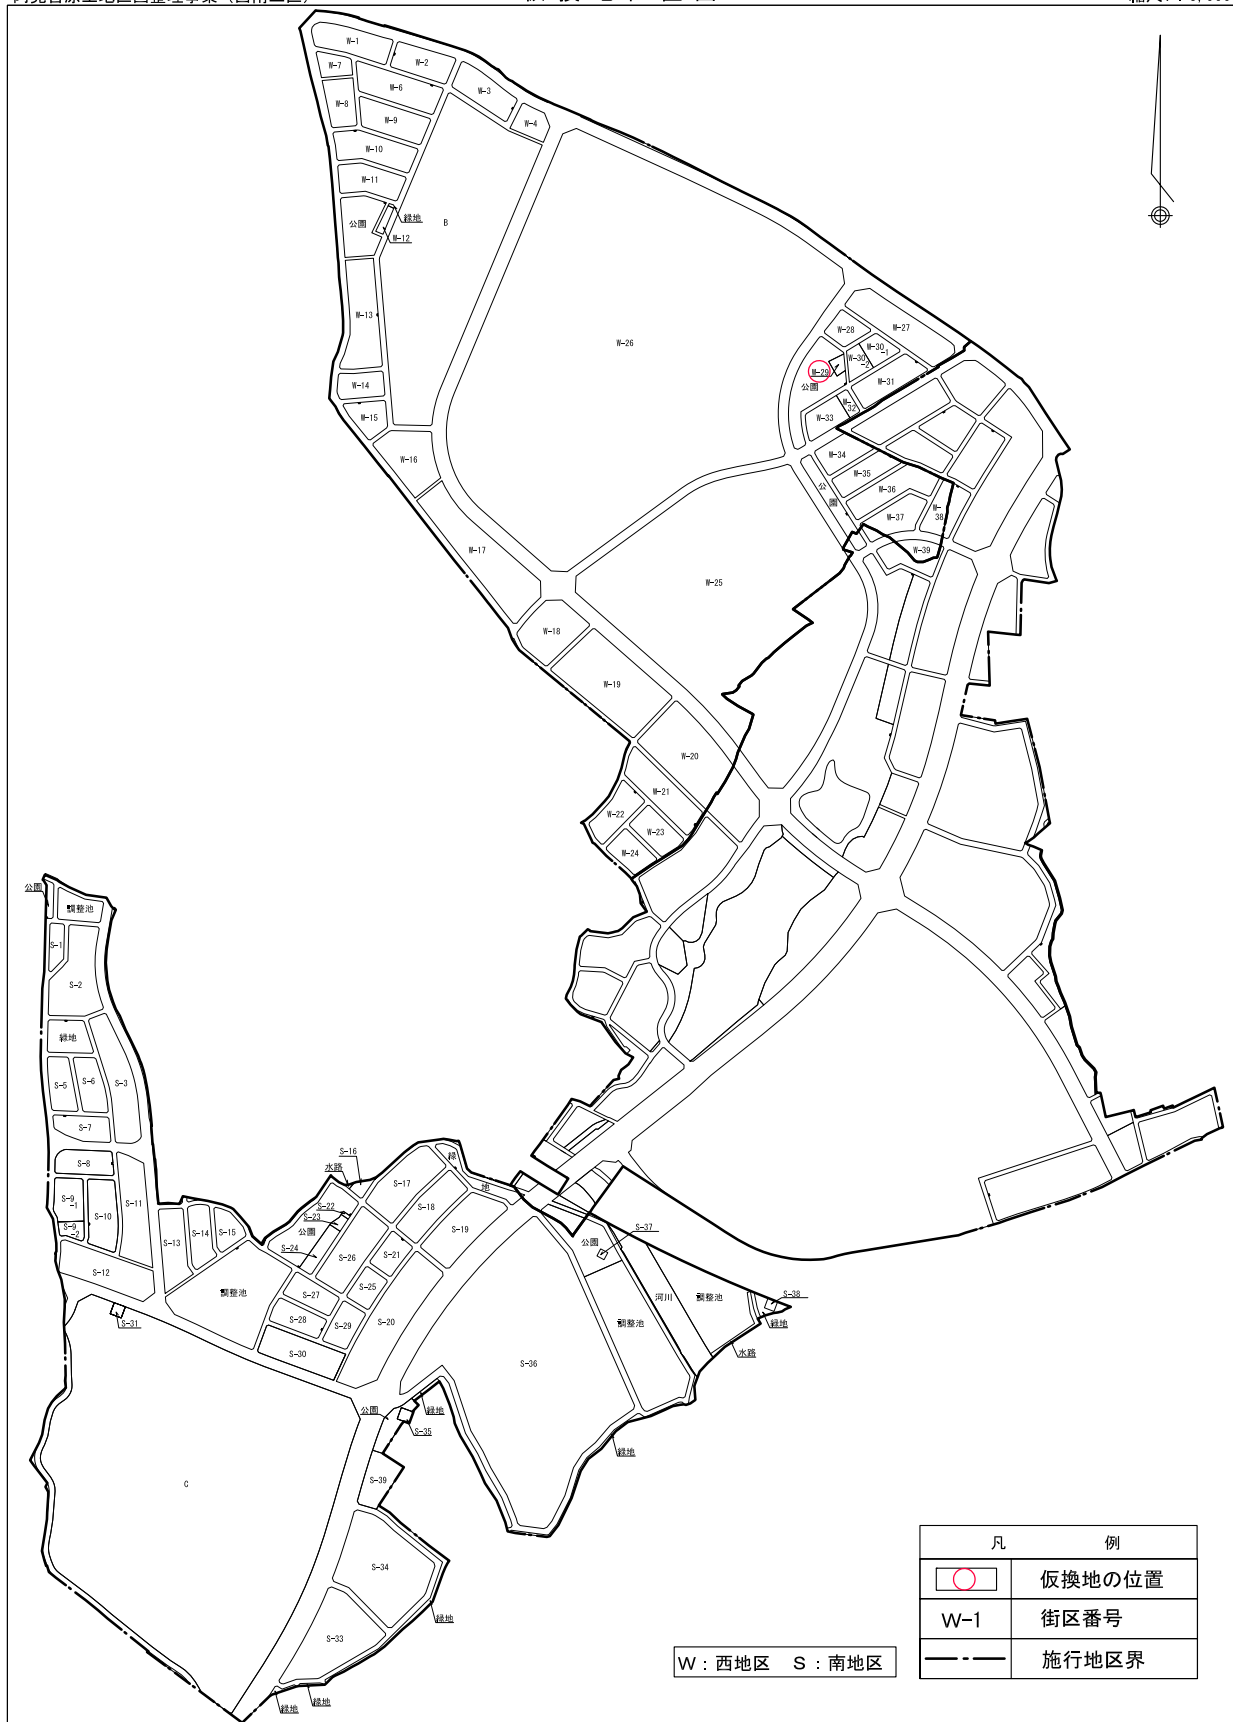 W-1
W-2
W-7
W-6
W-3
W-8
W-4
W-9
W-10
W-11
緑地
公園
B
W-12
W-13
W-27
W-28
W-26
W-30-1
W-30-2
W-29
W-14
公園
W-31
W-32
W-15
W-33
W-34
W-16
W-35
公園
W-36
W-37
W-38
W-17
W-39
W-25
W-18
W-19
W-20
W-21
W-22
W-23
W-24
公園
調整池
S-1
S-2
緑地
S-5
S-6
S-3
S-7
S-16
緑地
S-8
水路
S-17
S-9-1
S-10
S-11
S-22
S-18
S-23
S-9-2
S-13
S-14
S-15
公園
S-19
S-37
S-24
S-26
S-21
公園
S-12
S-25
調整池
S-27
河川
調整池
S-38
S-31
S-28
S-29
S-20
調整池
緑地
S-30
S-36
水路
公園
緑地
S-35
緑地
C
S-39
S-34
緑地
S-33
緑地
緑地
凡 例
仮換地の位置
W-1 街区番号
施行地区界
W：西地区 S：南地区